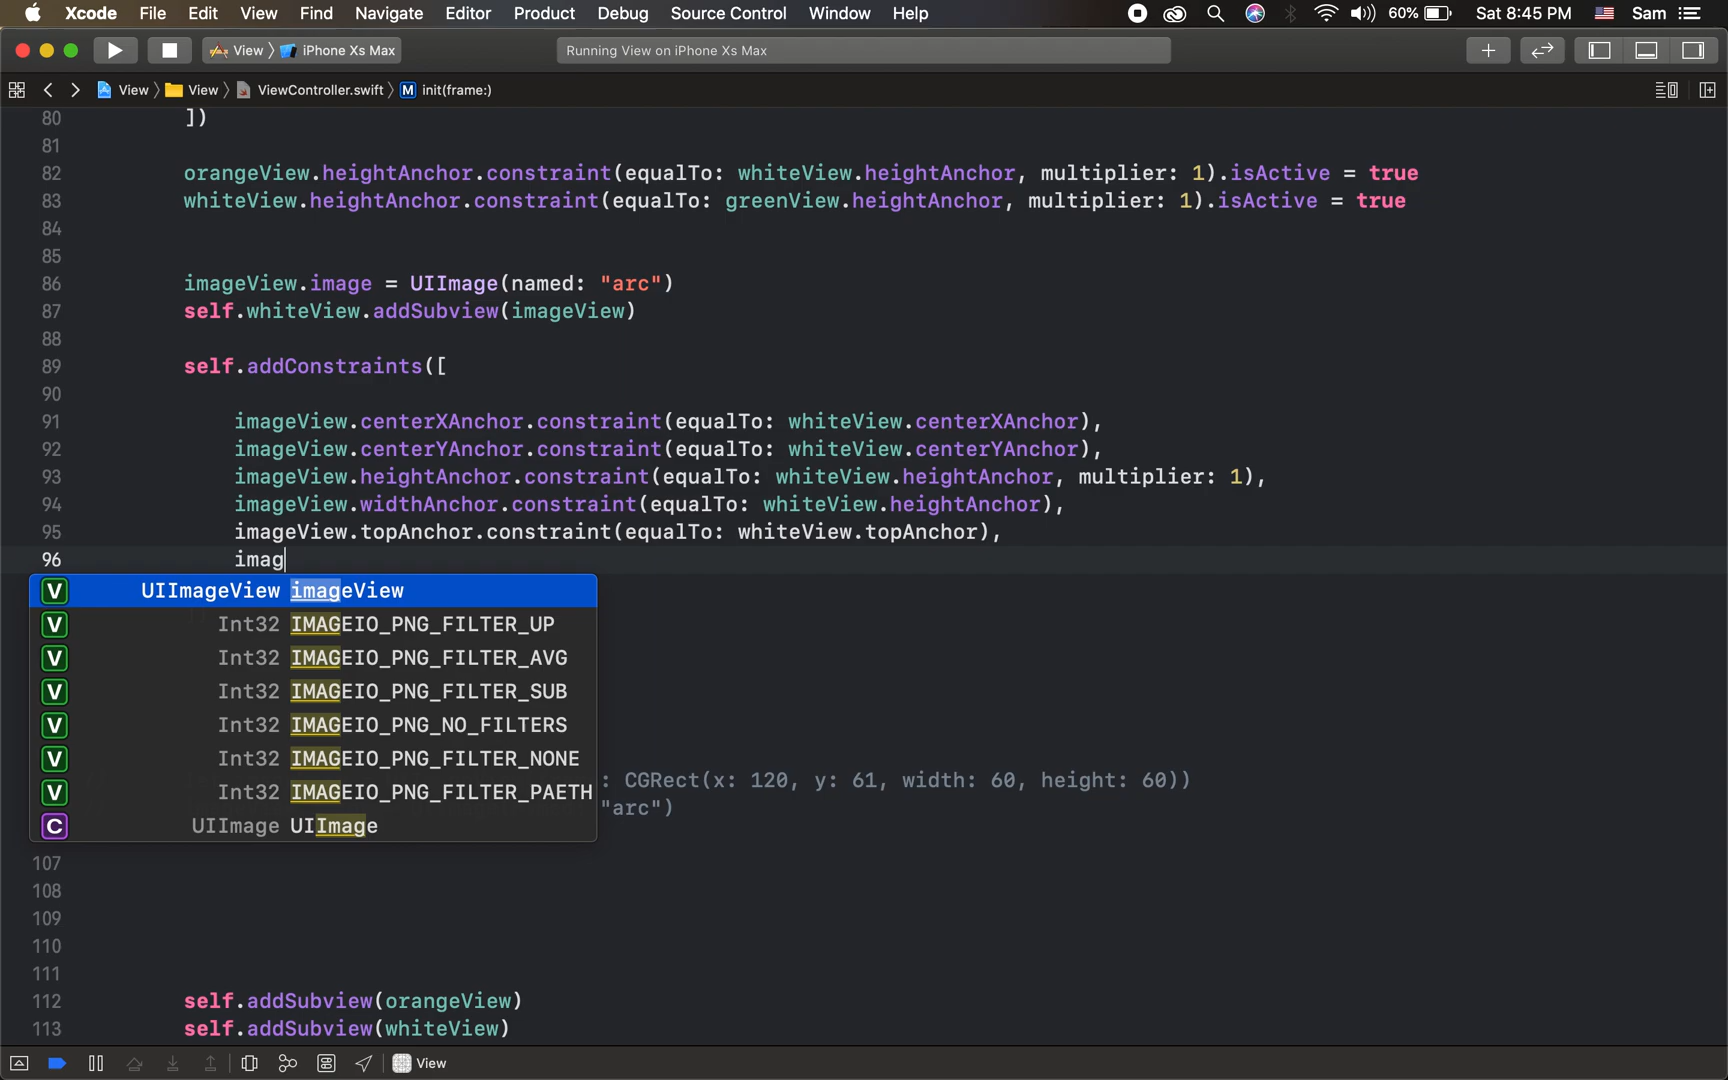 Xcode File Edit View Find Navigate Editor Product Debug Source Control Window Help 60% Sat 8:45 PM Sam
View iPhone Xs Max Running View on iPhone Xs Max
View View ViewController.swift M init(frame:)
80 ])
81
82 orangeView.heightAnchor.constraint(equalTo: whiteView.heightAnchor, multiplier: 1).isActive = true
83 whiteView.heightAnchor.constraint(equalTo: greenView.heightAnchor, multiplier: 1).isActive = true
84
85
86 imageView.image = UIImage(named: "arc")
87 self.whiteView.addSubview(imageView)
88
89 self.addConstraints([
90
91 imageView.centerXAnchor.constraint(equalTo: whiteView.centerXAnchor),
92 imageView.centerYAnchor.constraint(equalTo: whiteView.centerYAnchor),
93 imageView.heightAnchor.constraint(equalTo: whiteView.heightAnchor, multiplier: 1),
94 imageView.widthAnchor.constraint(equalTo: whiteView.heightAnchor),
95 imageView.topAnchor.constraint(equalTo: whiteView.topAnchor),
96 imag
V UIImageView imageView
V Int32 IMAGEIO_PNG_FILTER_UP
V Int32 IMAGEIO_PNG_FILTER_AVG
V Int32 IMAGEIO_PNG_FILTER_SUB
V Int32 IMAGEIO_PNG_NO_FILTERS
V Int32 IMAGEIO_PNG_FILTER_NONE
: CGRect(x: 120, y: 61, width: 60, height: 60))
V Int32 IMAGEIO_PNG_FILTER_PAETH
"arc")
C UIImage UIImage
107
108
109
110
111
112 self.addSubview(orangeView)
113 self.addSubview(whiteView)
View